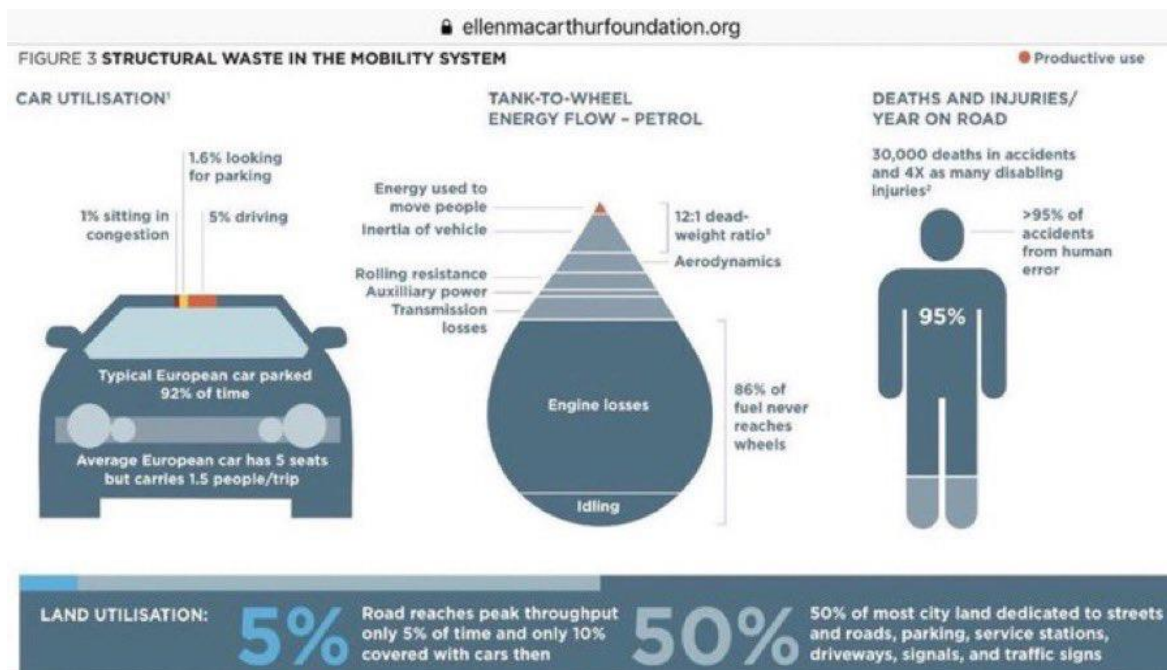 ellenmacarthurfoundation.org
FIGURE 3 STRUCTURAL WASTE IN THE MOBILITY SYSTEM
Productive use
CAR UTILISATION¹
1.6% looking
for parking
1% sitting in
congestion
5% driving
Typical European car parked
92% of time
Average European car has 5 seats
but carries 1.5 people/trip
TANK-TO-WHEEL
ENERGY FLOW – PETROL
Energy used to
move people
Inertia of vehicle
12:1 dead-
weight ratio³
Aerodynamics
Rolling resistance
Auxilliary power
Transmission
losses
Engine losses
86% of
fuel never
reaches
wheels
Idling
DEATHS AND INJURIES/
YEAR ON ROAD
30,000 deaths in accidents
and 4X as many disabling
injuries²
>95% of
accidents
from human
error
95%
LAND UTILISATION:
5%
Road reaches peak throughput
only 5% of time and only 10%
covered with cars then
50%
50% of most city land dedicated to streets
and roads, parking, service stations,
driveways, signals, and traffic signs